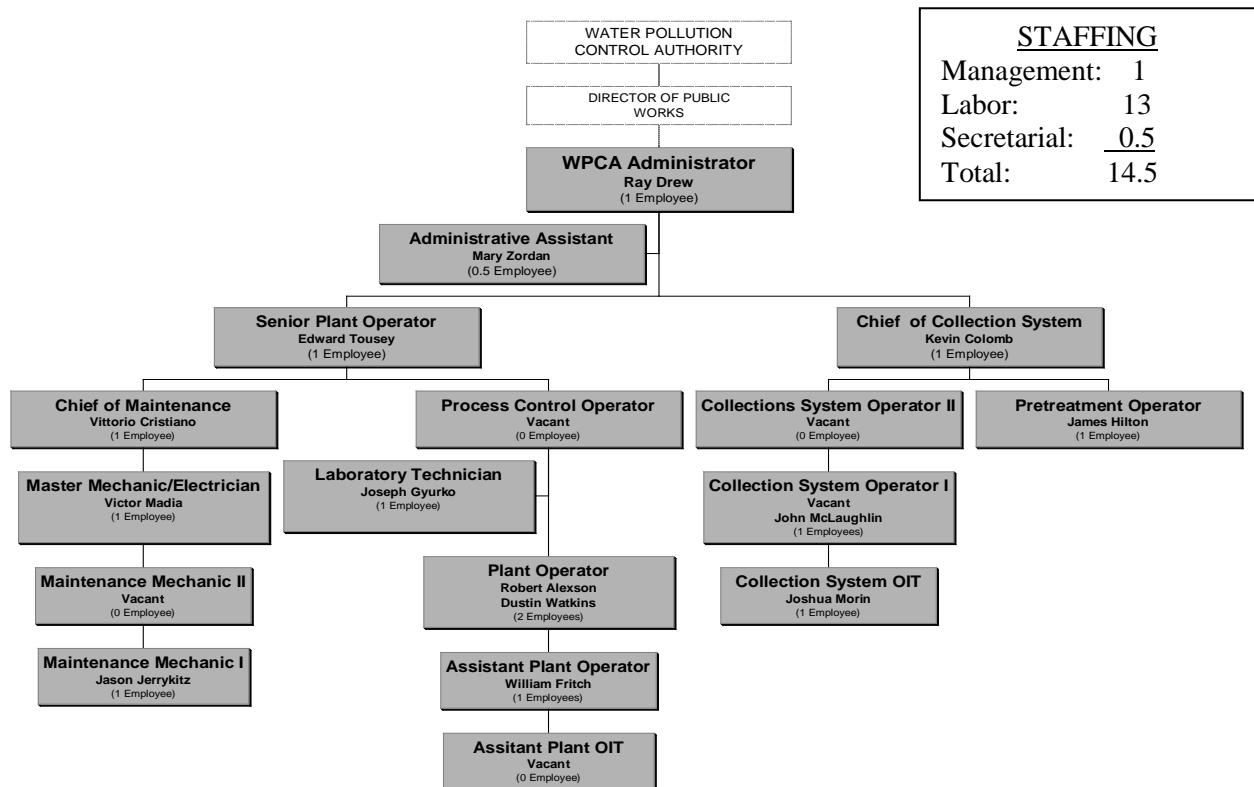 WATER POLLUTION
CONTROL AUTHORITY
DIRECTOR OF PUBLIC
WORKS
STAFFING
Management: 1
Labor: 13
Secretarial: 0.5
Total: 14.5
WPCA Administrator
Ray Drew
(1 Employee)
Administrative Assistant
Mary Zordan
(0.5 Employee)
Senior Plant Operator
Edward Tousey
(1 Employee)
Chief of Collection System
Kevin Colomb
(1 Employee)
Chief of Maintenance
Vittorio Cristiano
(1 Employee)
Process Control Operator
Vacant
(0 Employee)
Collections System Operator II
Vacant
(0 Employee)
Pretreatment Operator
James Hilton
(1 Employee)
Master Mechanic/Electrician
Victor Madia
(1 Employee)
Laboratory Technician
Joseph Gyurko
(1 Employee)
Collection System Operator I
Vacant
John McLaughlin
(1 Employees)
Maintenance Mechanic II
Vacant
(0 Employee)
Plant Operator
Robert Alexson
Dustin Watkins
(2 Employees)
Collection System OIT
Joshua Morin
(1 Employee)
Maintenance Mechanic I
Jason Jerrykitz
(1 Employee)
Assistant Plant Operator
William Fritch
(1 Employees)
Assitant Plant OIT
Vacant
(0 Employee)